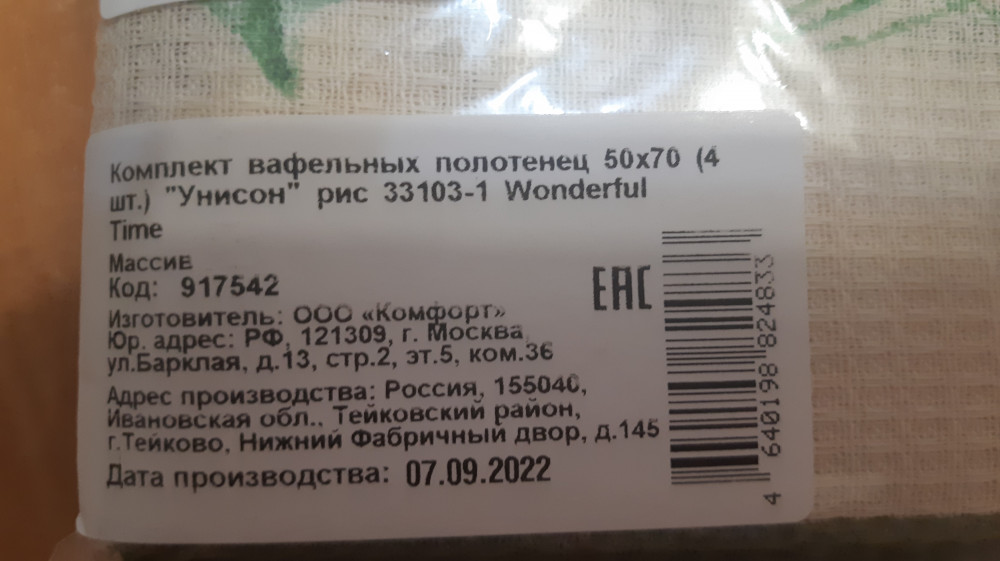 Комплект вафельных полотенец 50х70 (4
шт.) "Унисон" рис 33103-1 Wonderful
Time
Массив
Код: 917542
Изготовитель: ООО «Комфорт»
Юр. адрес: РФ, 121309, г. Москва,
ул.Барклая, д.13, стр.2, эт.5, ком.36
Адрес производства: Россия, 155040,
Ивановская обл., Тейковский район,
г.Тейково, Нижний Фабричный двор, д.145
Дата производства: 07.09.2022
EAC
4 640198 824833